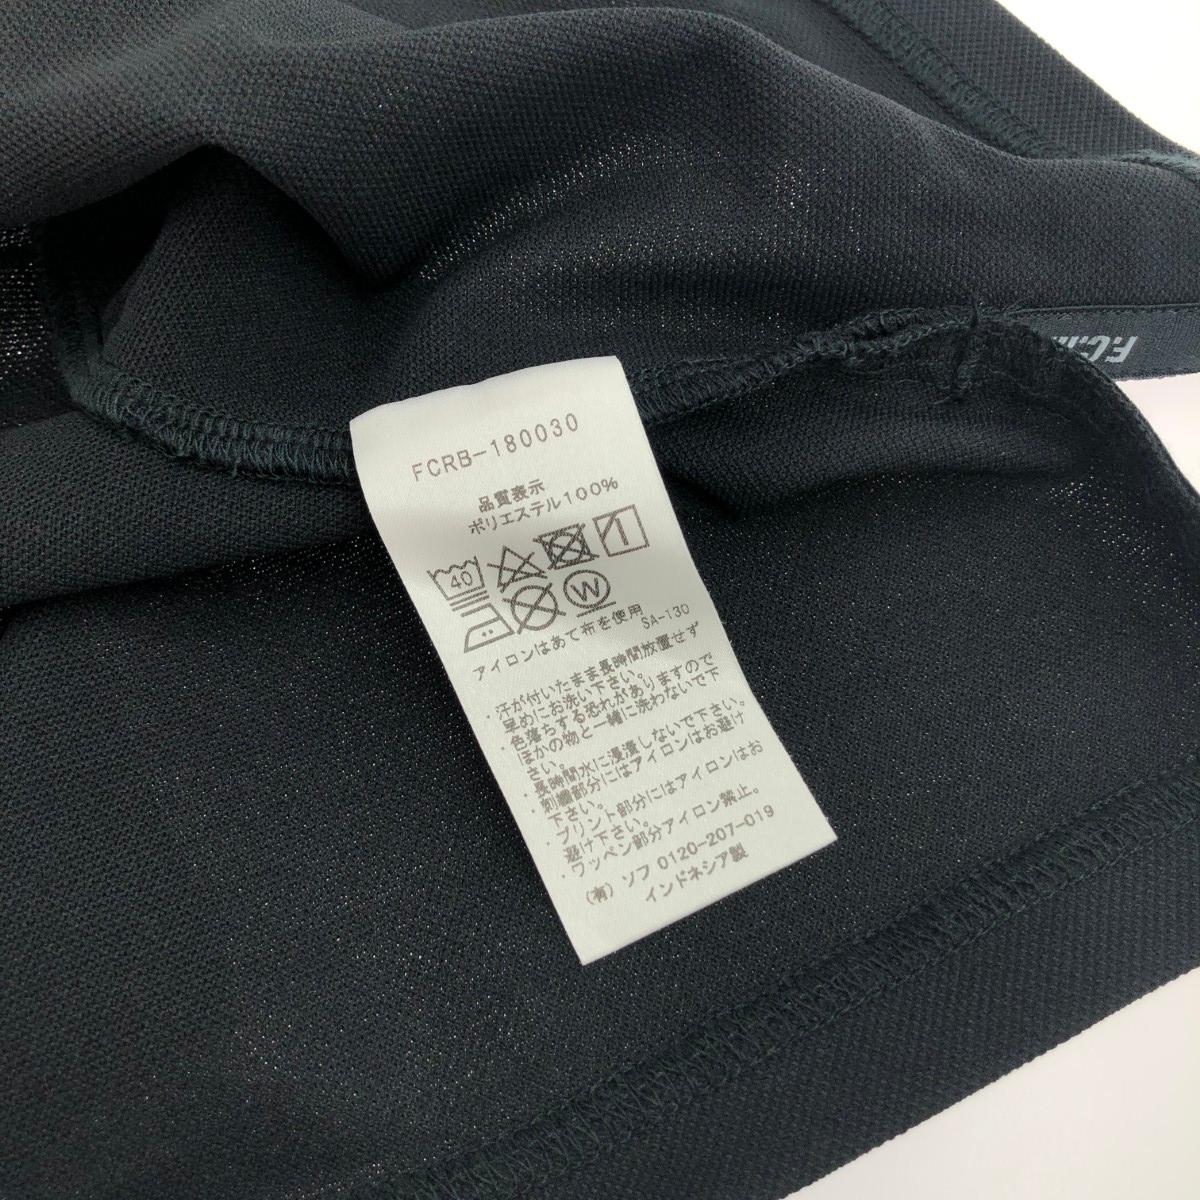 FCRB-180030
品質表示
ポリエステル100%
40
W
アイロンはあて布を使用
SA-130
・汗が付いたまま長時間放置せず
早めにお洗い下さい。
・色落ちする恐れがありますので
ほかの物と一緒に洗わないで下
さい。
・長時間水に浸漬しないで下さい。
・刺繍部分にはアイロンはお避け
下さい。
・プリント部分にはアイロンはお
避け下さい。
・ワッペン部分アイロン禁止。
(有) ソフ 0120-207-019
インドネシア製